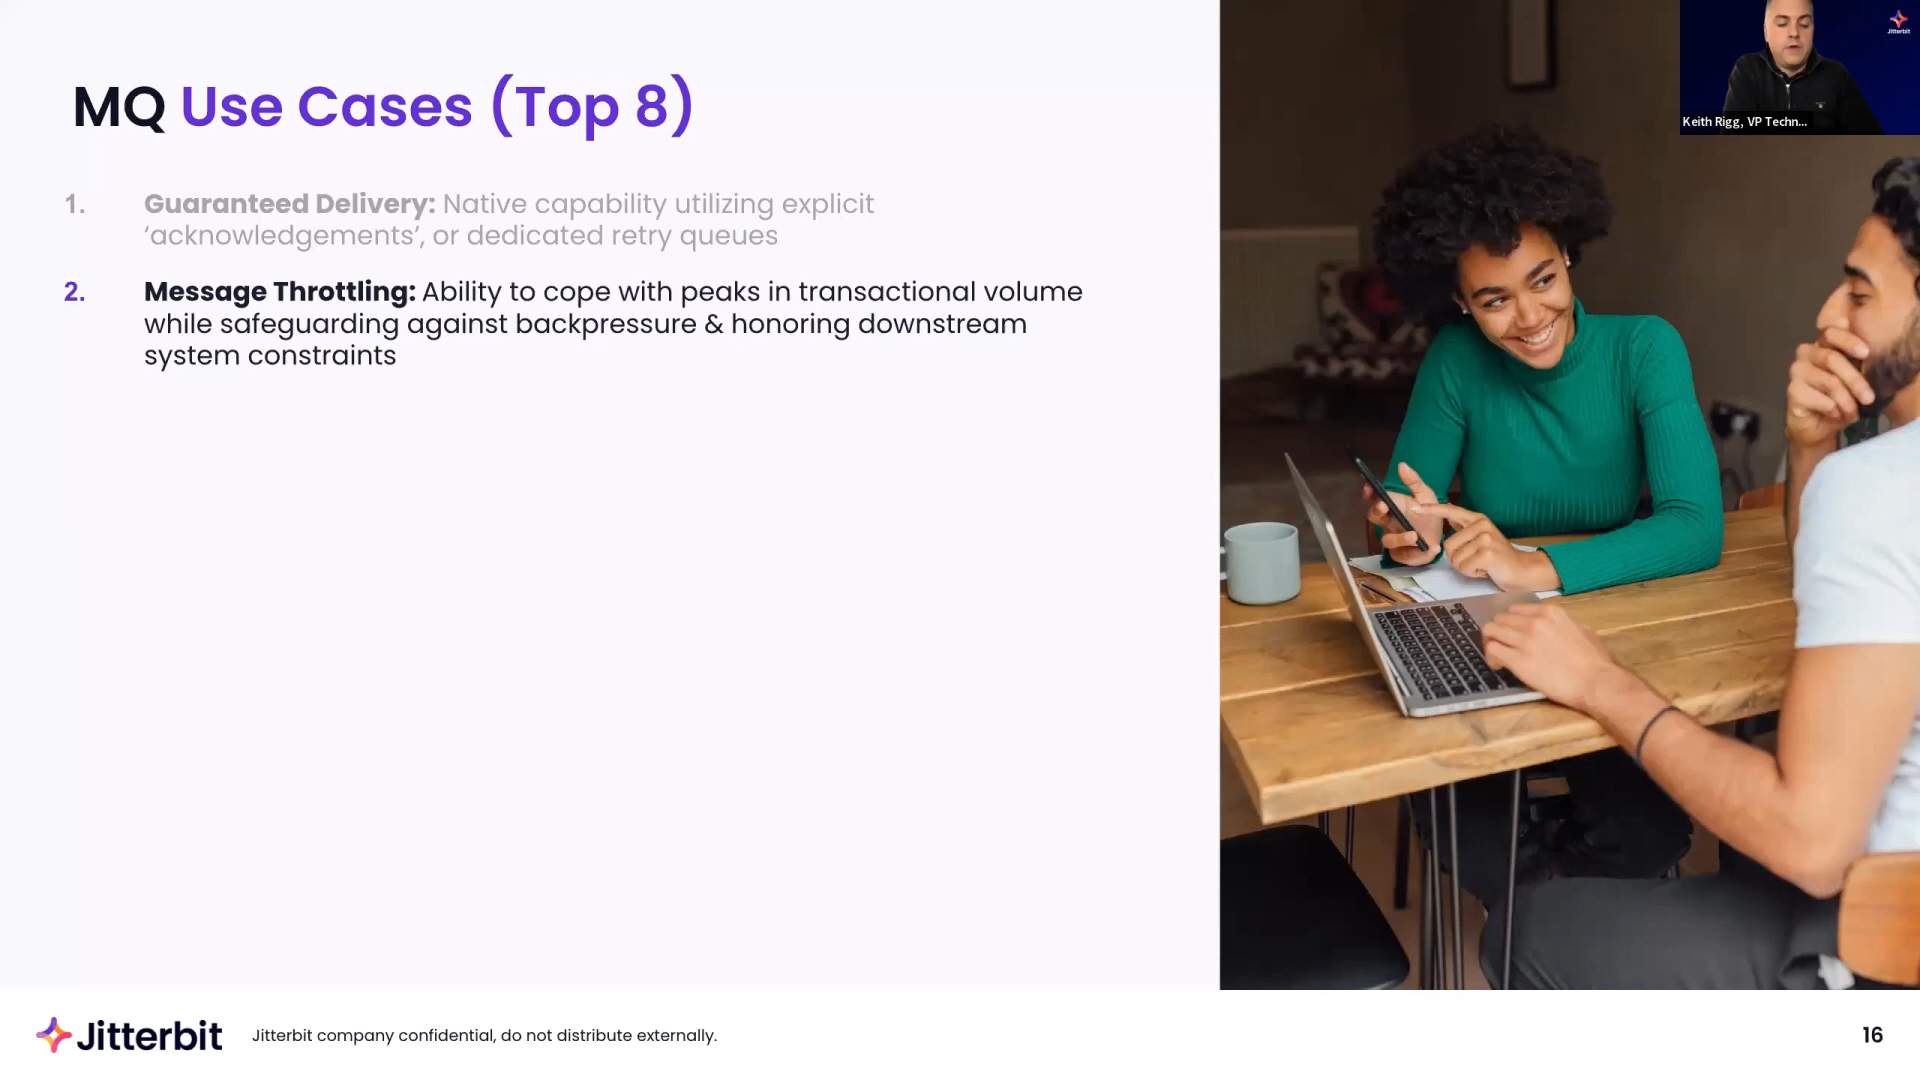 Jitterbit
Keith Rigg, VP Techn...
MQ Use Cases (Top 8)
1. Guaranteed Delivery: Native capability utilizing explicit
‘acknowledgements’, or dedicated retry queues
2. Message Throttling: Ability to cope with peaks in transactional volume
while safeguarding against backpressure & honoring downstream
system constraints
Jitterbit
Jitterbit company confidential, do not distribute externally.
16